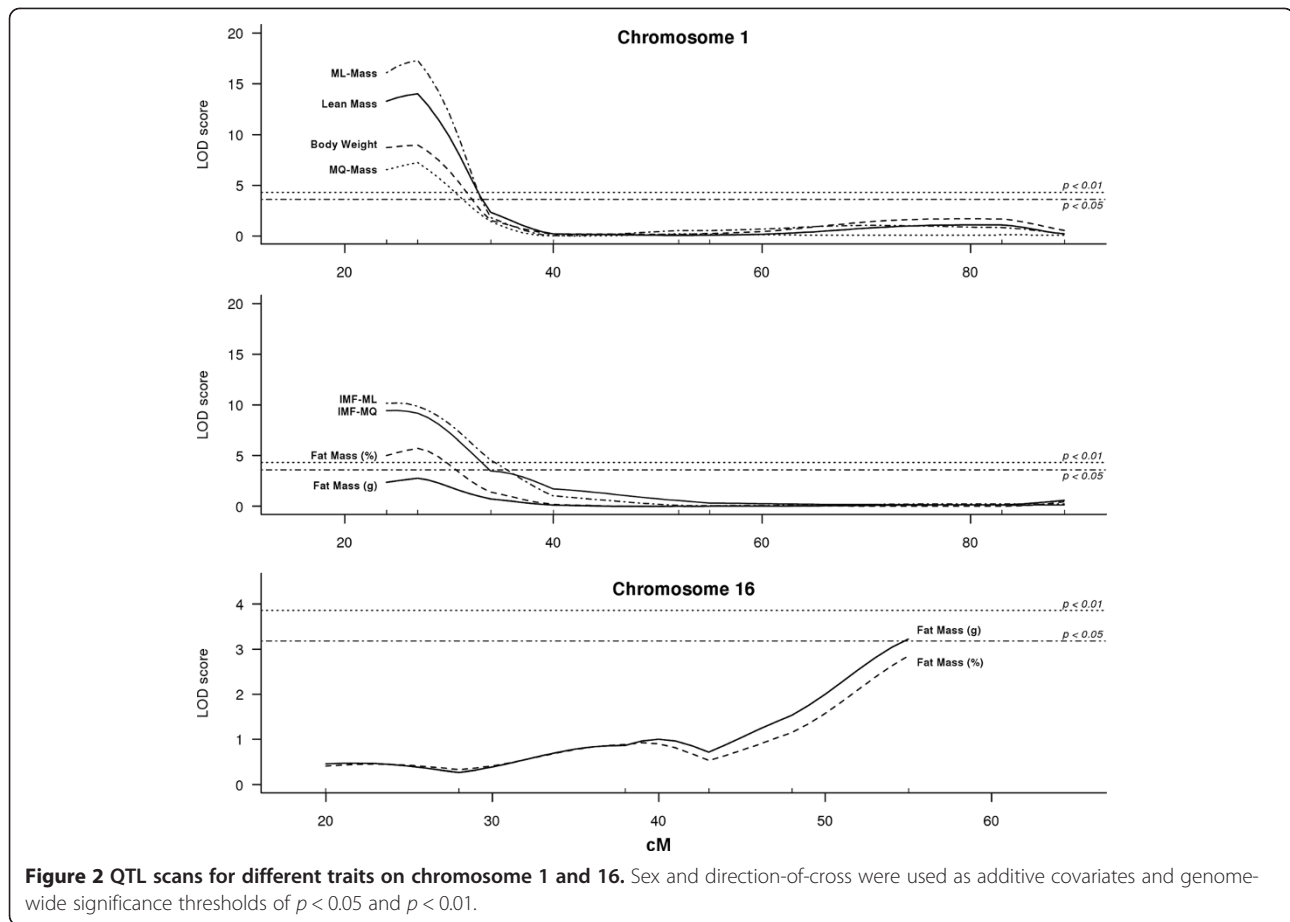 Chromosome 1
20
15
10
5
0
LOD score
ML-Mass
Lean Mass
Body Weight
MQ-Mass
p < 0.01
p < 0.05
20 40 60 80
20
15
10
5
0
LOD score
IMF-ML
IMF-MQ
Fat Mass (%)
Fat Mass (g)
p < 0.01
p < 0.05
20 40 60 80
Chromosome 16
4
3
2
1
0
LOD score
p < 0.01
p < 0.05
Fat Mass (g)
Fat Mass (%)
20 30 40 50 60
cM
Figure 2 QTL scans for different traits on chromosome 1 and 16. Sex and direction-of-cross were used as additive covariates and genome-
wide significance thresholds of p < 0.05 and p < 0.01.